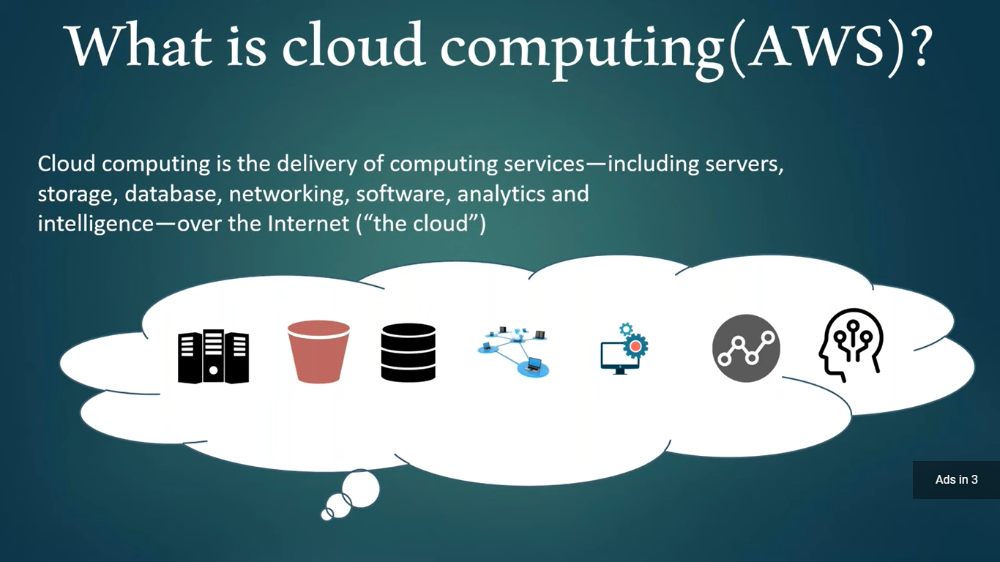 What is cloud computing(AWS)?
Cloud computing is the delivery of computing services—including servers,
storage, database, networking, software, analytics and
intelligence—over the Internet (“the cloud”)
Ads in 3